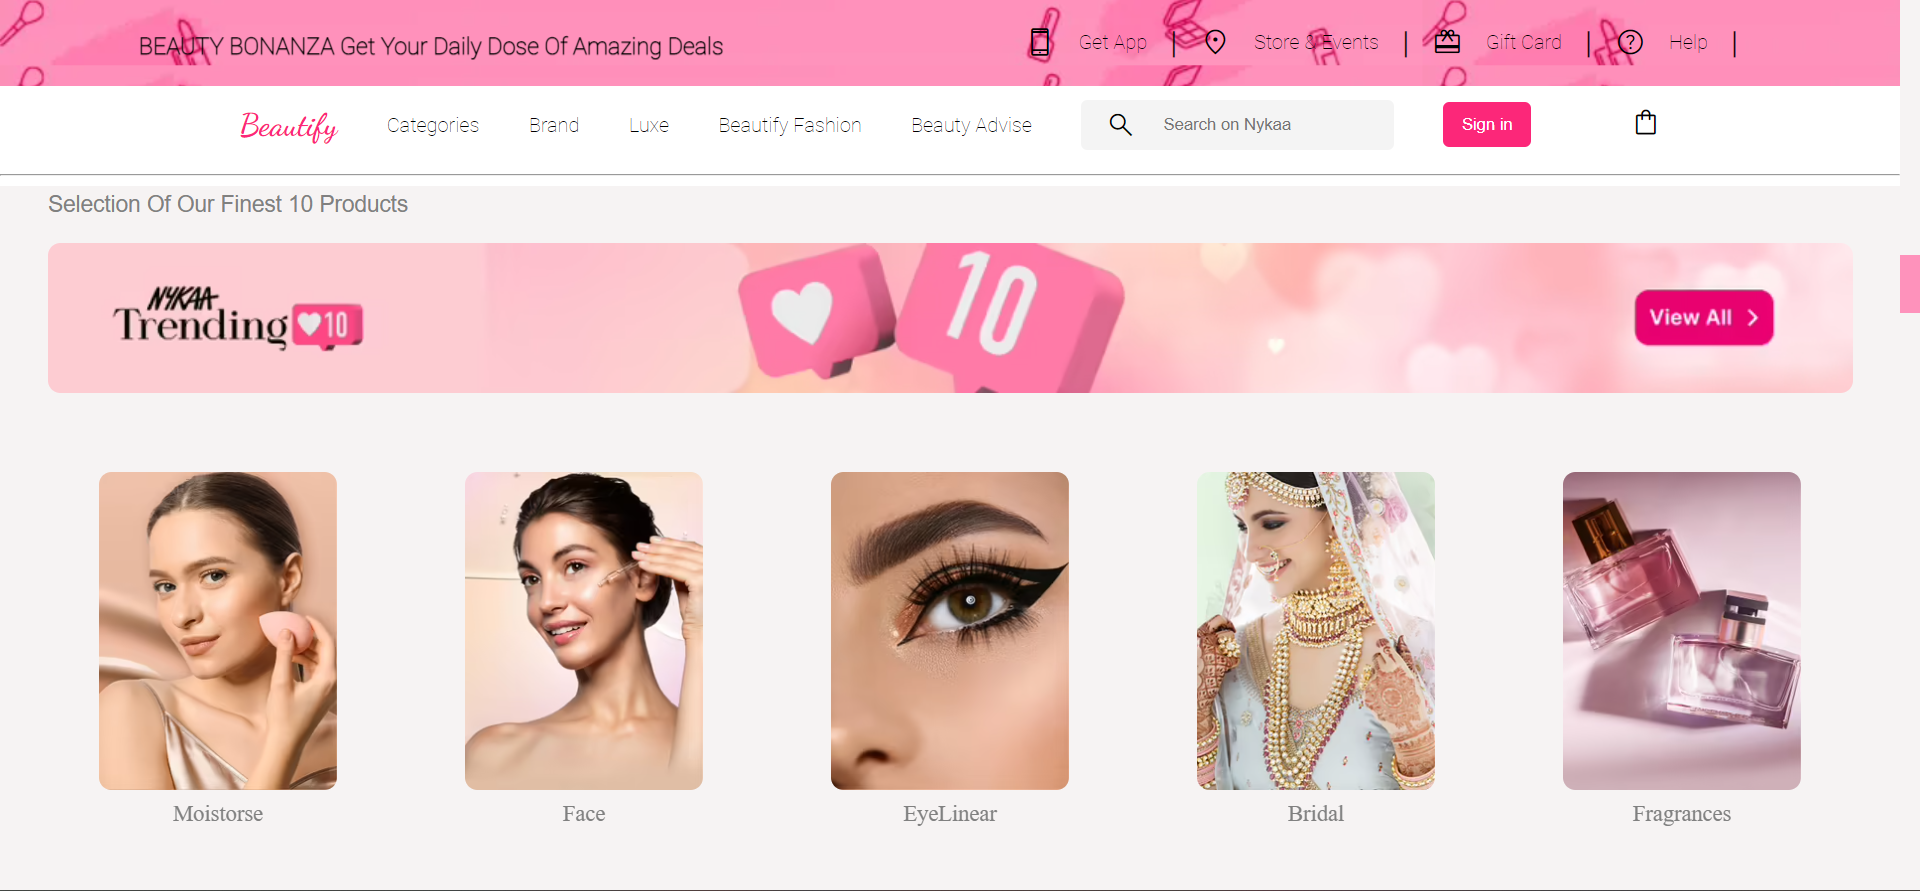 BEAUTY BONANZA Get Your Daily Dose Of Amazing Deals
Get App | Store & Events | Gift Card | Help |
Beautify Categories Brand Luxe Beautify Fashion Beauty Advise Search on Nykaa Sign in
Selection Of Our Finest 10 Products
NYKAA
Trending 10
10
View All >
Moistorse Face EyeLinear Bridal Fragrances